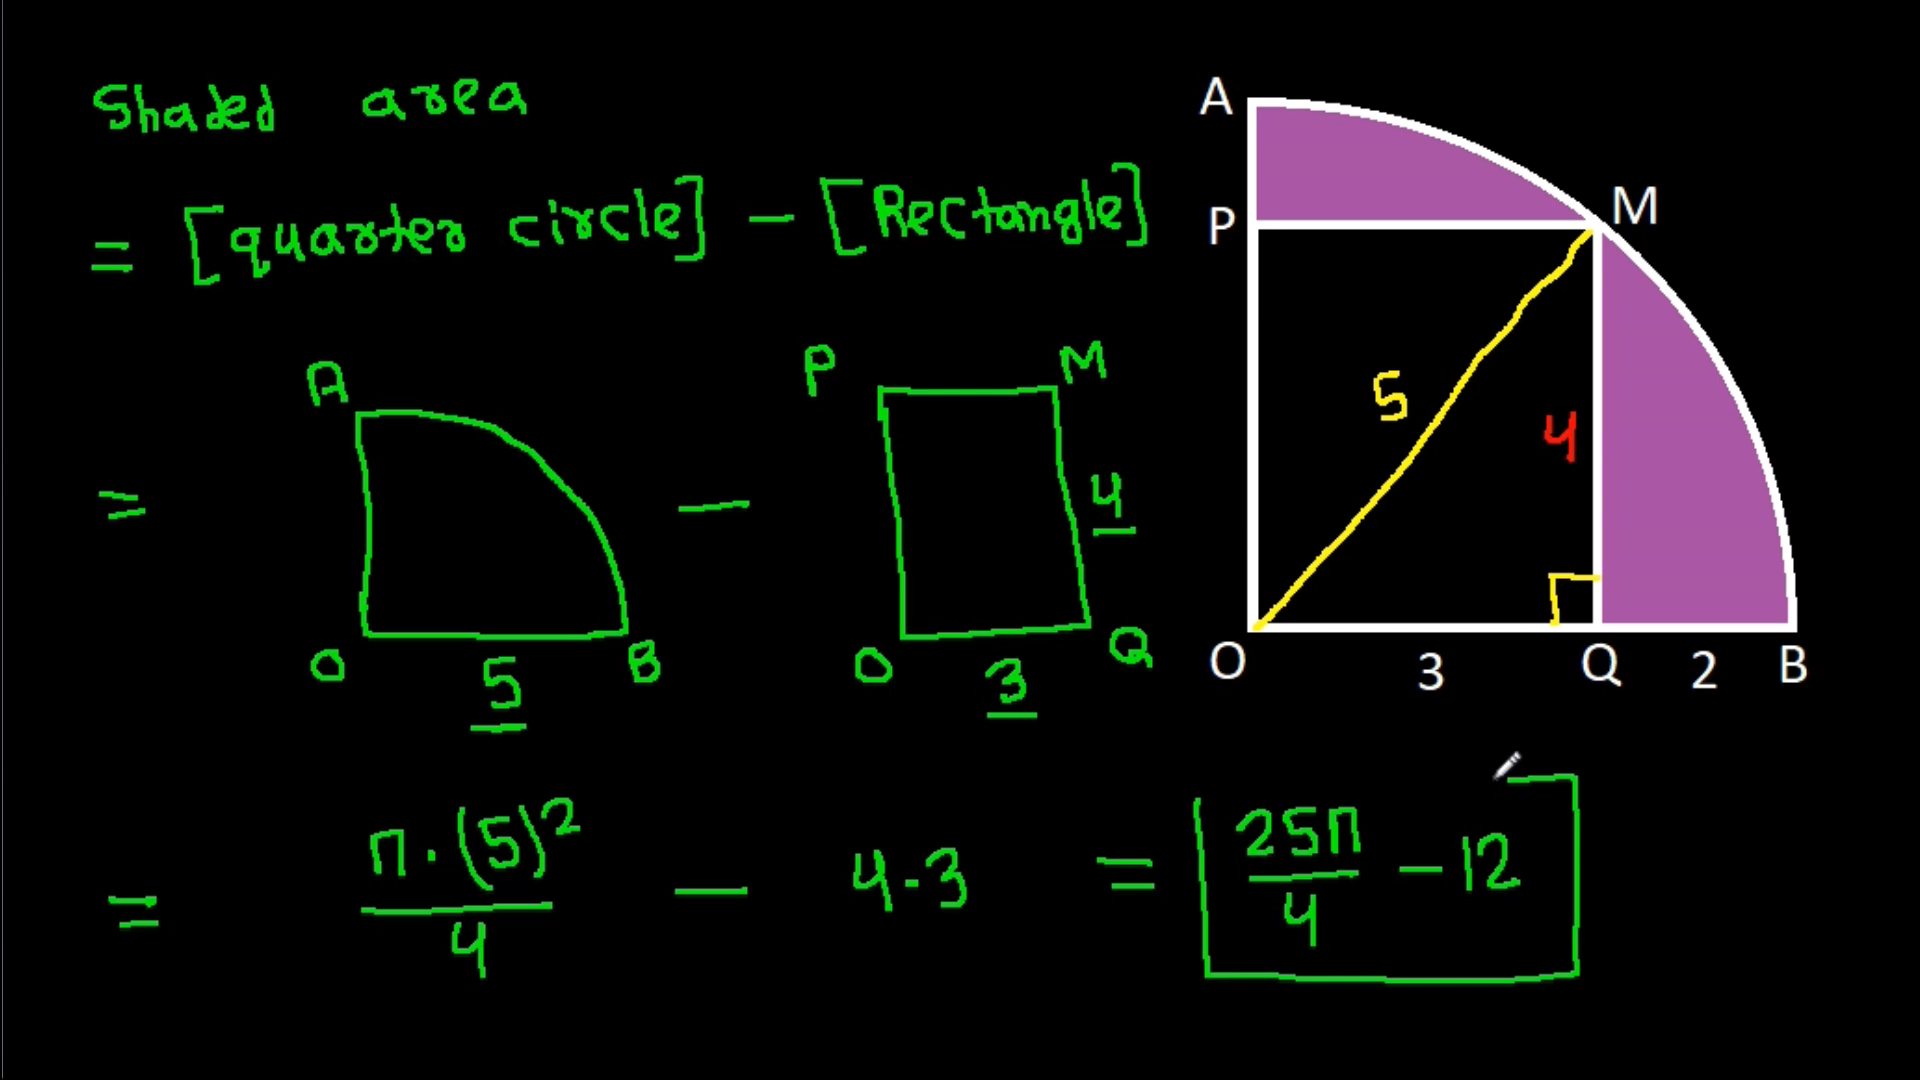 Shaded area
= [quarter circle] - [Rectangle]
A
P M
= -
4
O B
5
O Q
3
= π·(5)²/4 - 4·3 = 25π/4 - 12
A
M
P
5
4
O 3 Q 2 B